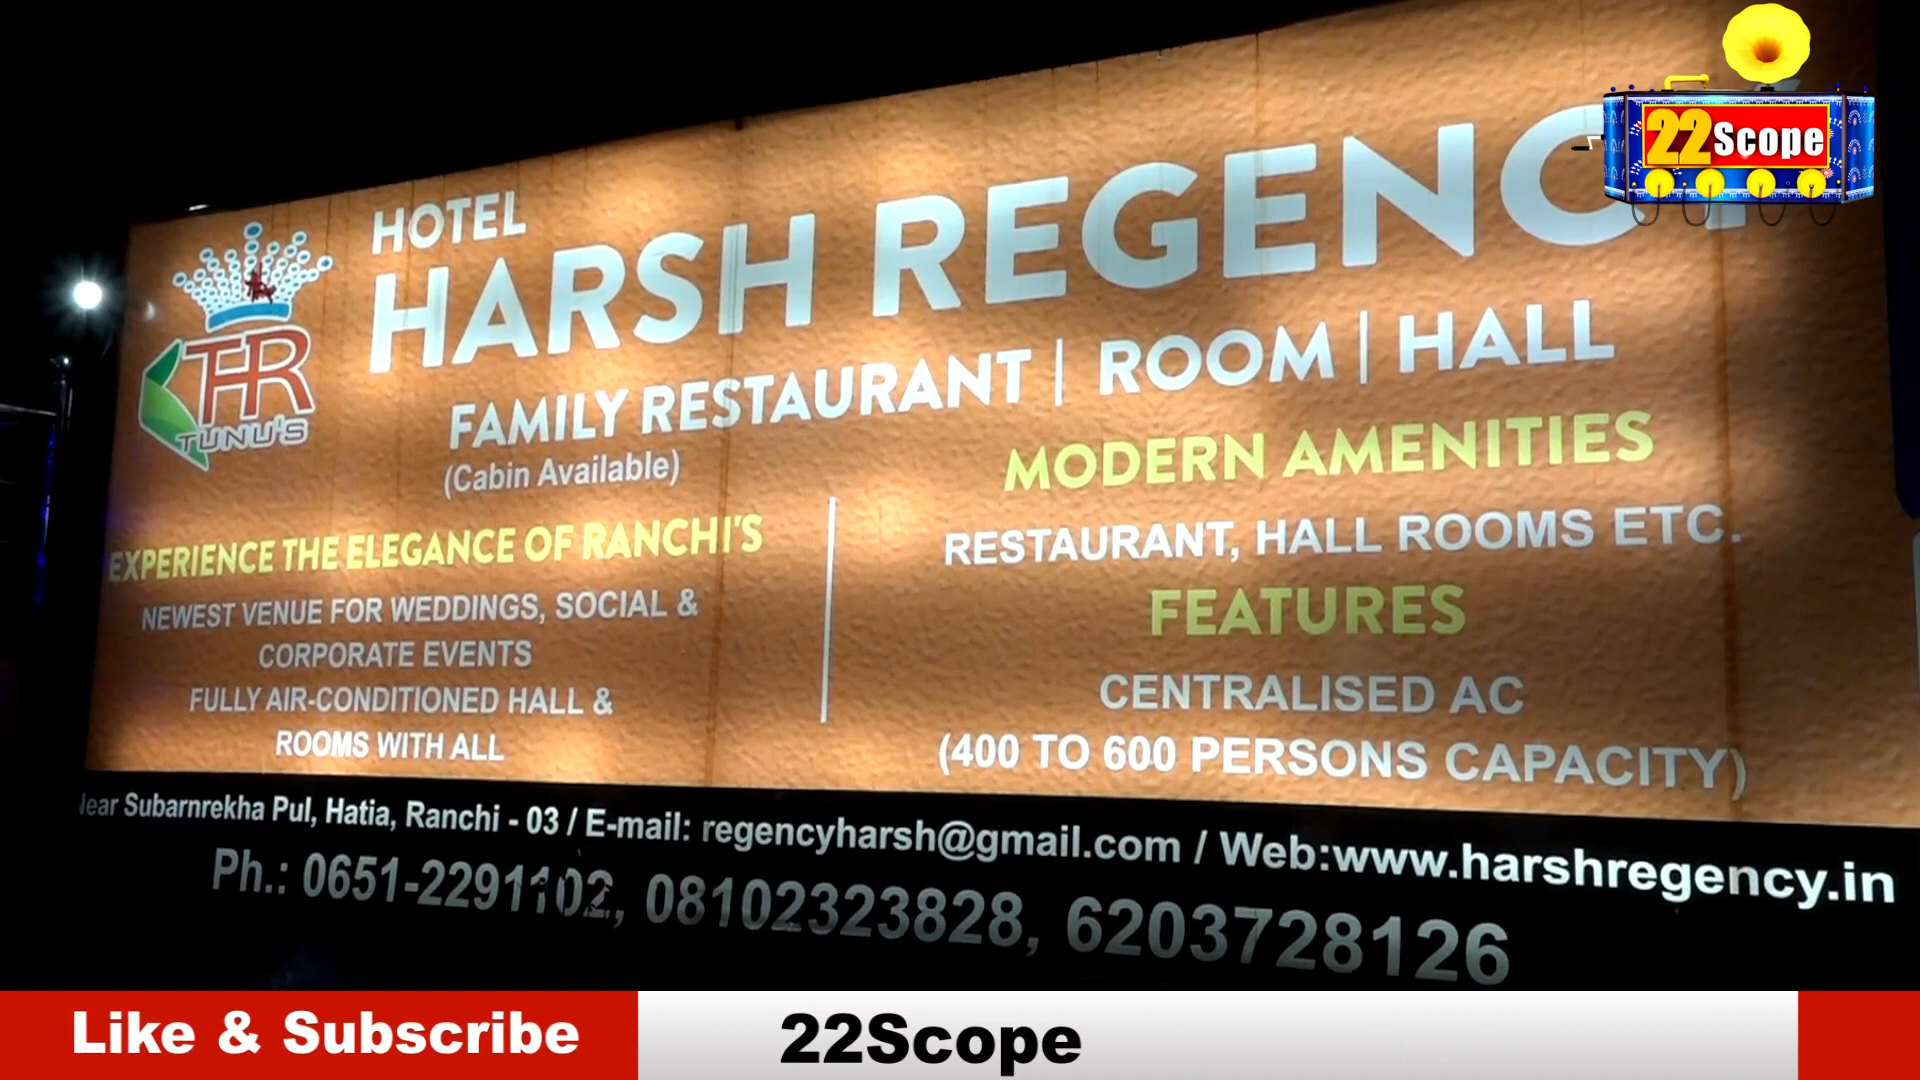 HOTEL
HARSH REGENC
FAMILY RESTAURANT | ROOM | HALL
(Cabin Available)
EXPERIENCE THE ELEGANCE OF RANCHI'S
NEWEST VENUE FOR WEDDINGS, SOCIAL &
CORPORATE EVENTS
FULLY AIR-CONDITIONED HALL &
ROOMS WITH ALL
MODERN AMENITIES
RESTAURANT, HALL ROOMS ETC.
FEATURES
CENTRALISED AC
(400 TO 600 PERSONS CAPACITY)
HR
TUNU'S
Near Subarnrekha Pul, Hatia, Ranchi - 03 / E-mail: regencyharsh@gmail.com / Web:www.harshregency.in
Ph.: 0651-2291102, 08102323828, 6203728126
22Scope
Like & Subscribe
22Scope